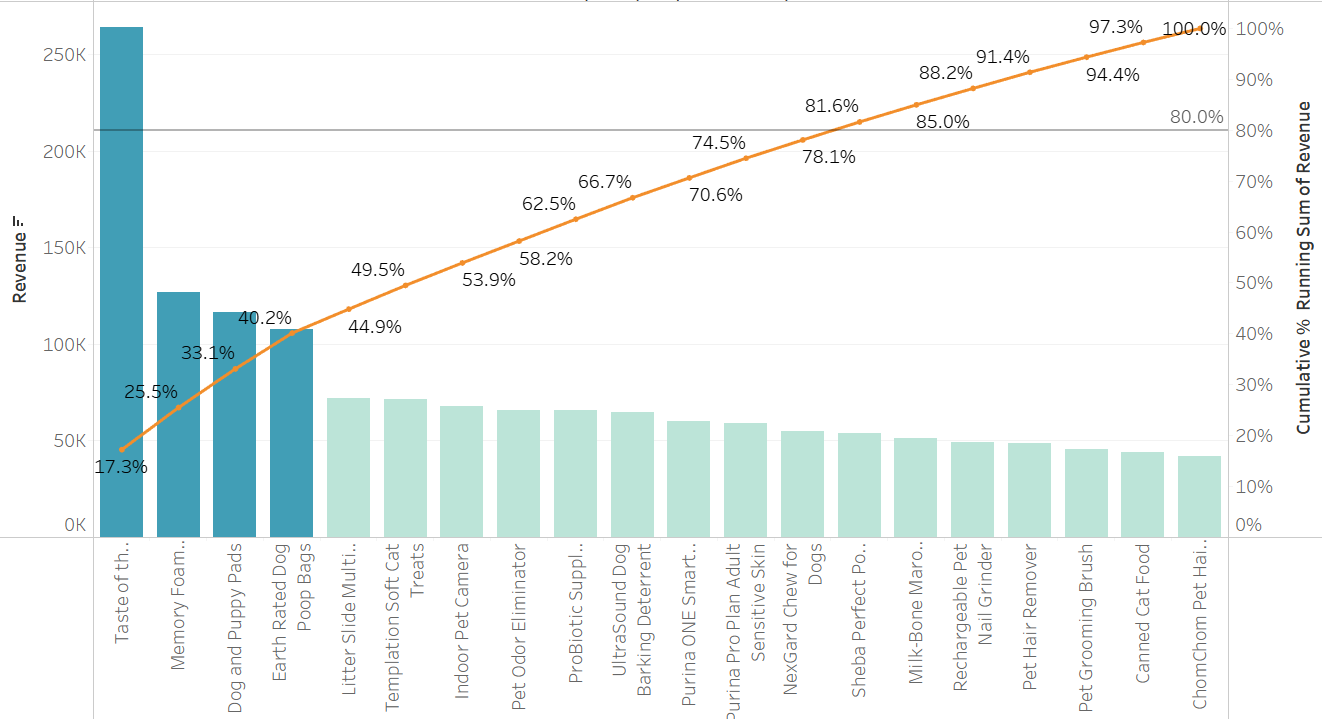 250K
200K
150K
100K
50K
0K
Revenue
17.3%
25.5%
33.1%
40.2%
44.9%
49.5%
53.9%
58.2%
62.5%
66.7%
70.6%
74.5%
78.1%
81.6%
85.0%
88.2%
91.4%
94.4%
97.3%
100.0%
80.0%
100%
90%
80%
70%
60%
50%
40%
30%
20%
10%
0%
Cumulative % Running Sum of Revenue
Taste of th..
Memory Foam..
Dog and Puppy Pads
Earth Rated Dog
Poop Bags
Litter Slide Multi..
Templation Soft Cat
Treats
Indoor Pet Camera
Pet Odor Eliminator
ProBiotic Suppl..
UltraSound Dog
Barking Deterrent
Purina ONE Smart..
Purina Pro Plan Adult
Sensitive Skin
NexGard Chew for
Dogs
Sheba Perfect Po..
Milk-Bone Maro..
Rechargeable Pet
Nail Grinder
Pet Hair Remover
Pet Grooming Brush
Canned Cat Food
ChomChom Pet Hai..